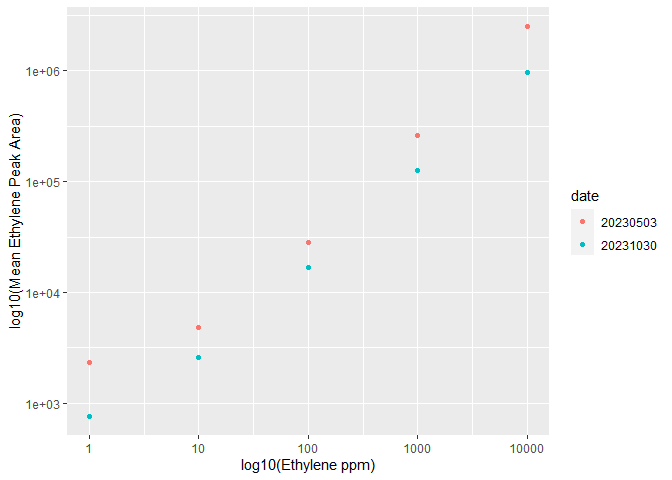 log10(Mean Ethylene Peak Area)
1e+06
1e+05
1e+04
1e+03
1 10 100 1000 10000
log10(Ethylene ppm)
date
20230503
20231030